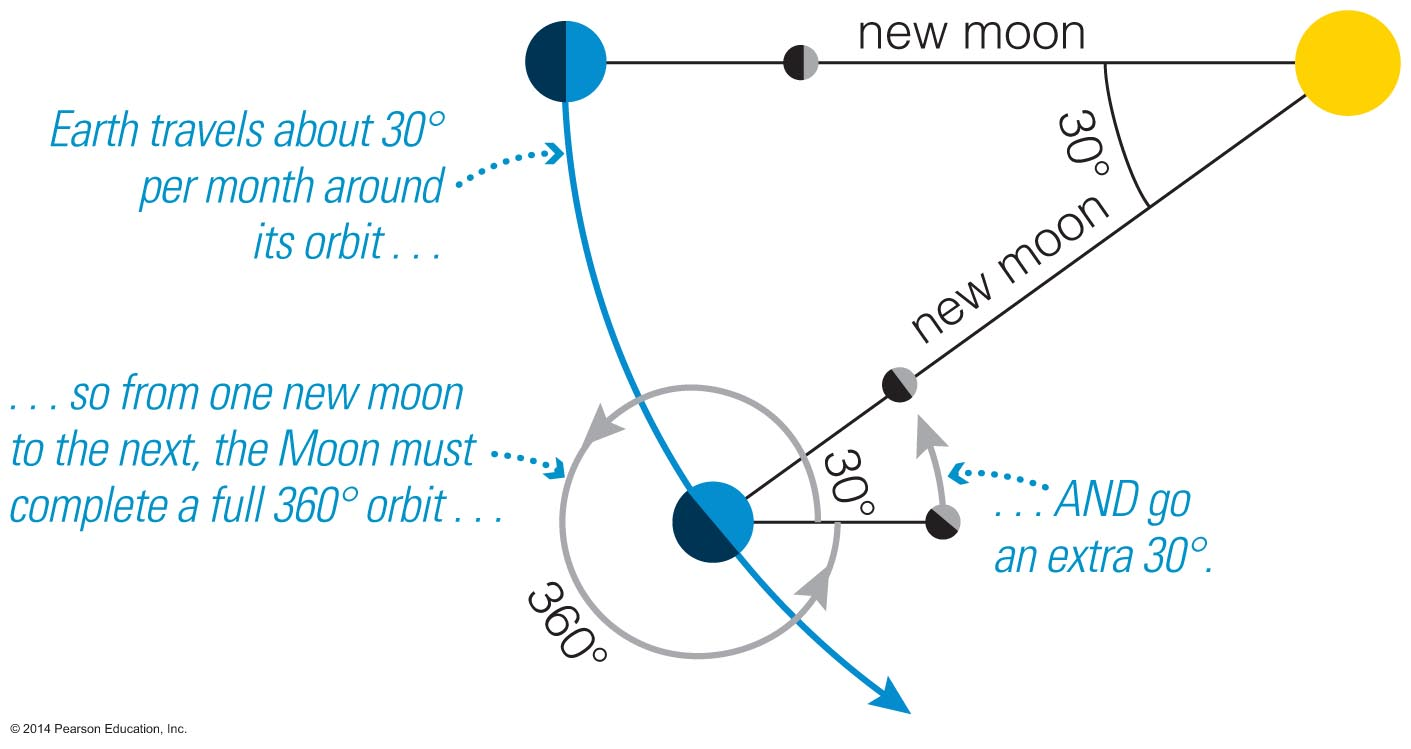 new moon
Earth travels about 30°
per month around
its orbit . . .
30°
new moon
. . . so from one new moon
to the next, the Moon must
complete a full 360° orbit . . .
30°
. . . AND go
an extra 30°.
360°
© 2014 Pearson Education, Inc.